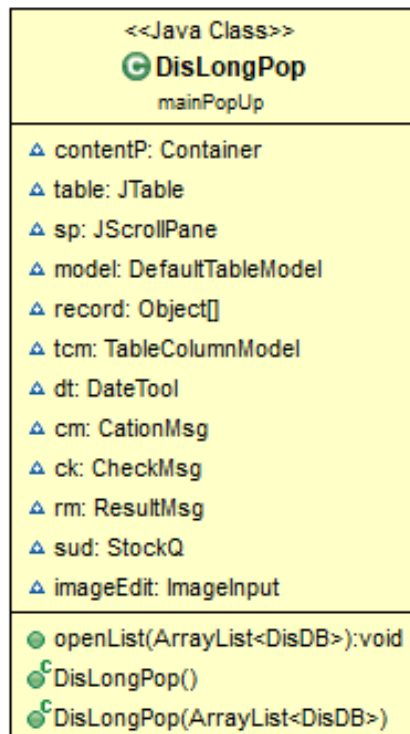 <<Java Class>>
C DisLongPop
mainPopUp
contentP: Container
table: JTable
sp: JScrollPane
model: DefaultTableModel
record: Object[]
tcm: TableColumnModel
dt: DateTool
cm: CationMsg
ck: CheckMsg
rm: ResultMsg
sud: StockQ
imageEdit: ImageInput
openList(ArrayList<DisDB>):void
C DisLongPop()
C DisLongPop(ArrayList<DisDB>)